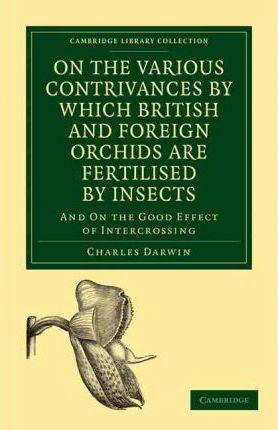 CAMBRIDGE LIBRARY COLLECTION
ON THE VARIOUS
CONTRIVANCES BY
WHICH BRITISH
AND FOREIGN
ORCHIDS ARE
FERTILISED
BY INSECTS
AND ON THE GOOD EFFECT
OF INTERCROSSING
CHARLES DARWIN
CAMBRIDGE